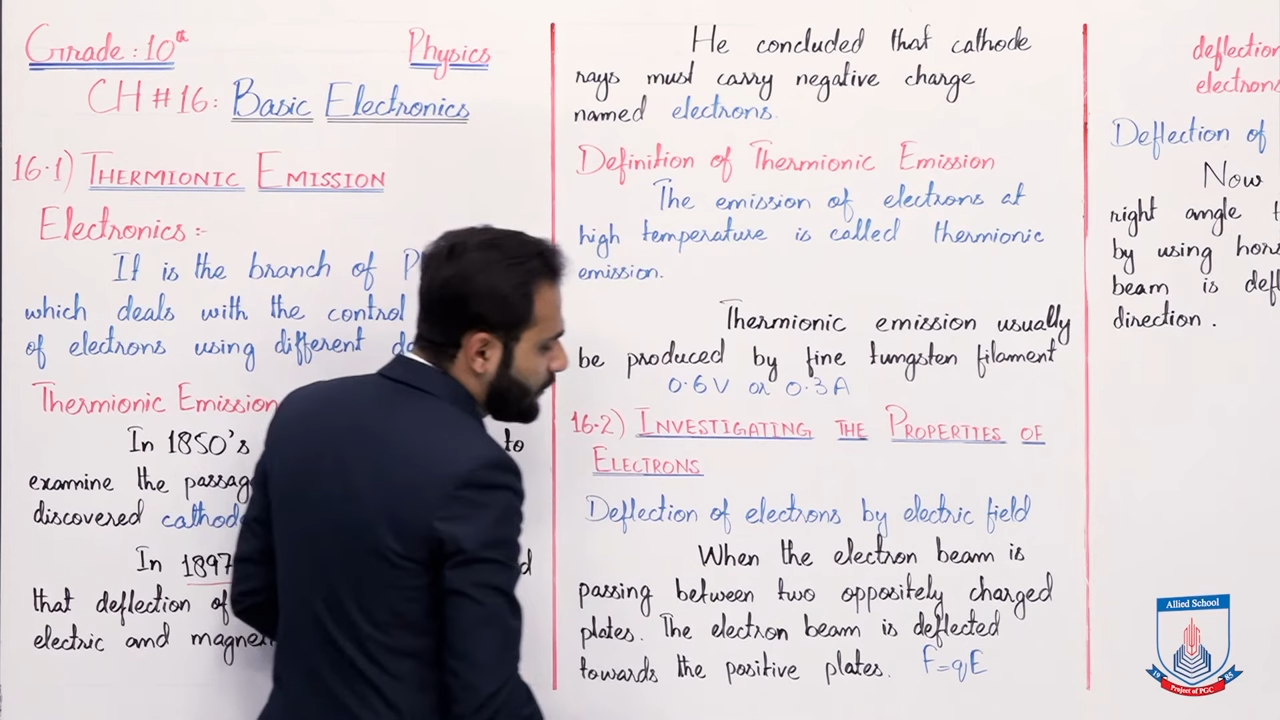 Grade : 10th
Physics
CH # 16 : Basic Electronics
16.1) THERMIONIC EMISSION
Electronics :-
It is the branch of
which deals with the control
of electrons using different
Thermionic Emission
In 1850's to
examine the
discovered
In 1897
that deflection of
electric and
He concluded that cathode
rays must carry negative charge
named electrons.
Definition of Thermionic Emission
The emission of electrons at
high temperature is called thermionic
emission.
Thermionic emission usually
be produced by fine tungsten filament
0.6V or 0.3A
16.2) INVESTIGATING THE PROPERTIES OF
ELECTRONS
Deflection of electrons by electric field
When the electron beam is
passing between two oppositely charged
plates. The electron beam is deflected
towards the positive plates. F=qE
deflection
electrons
Deflection of
Now
right angle
by using
beam is
direction.
Allied School
19 85
Project of PGC